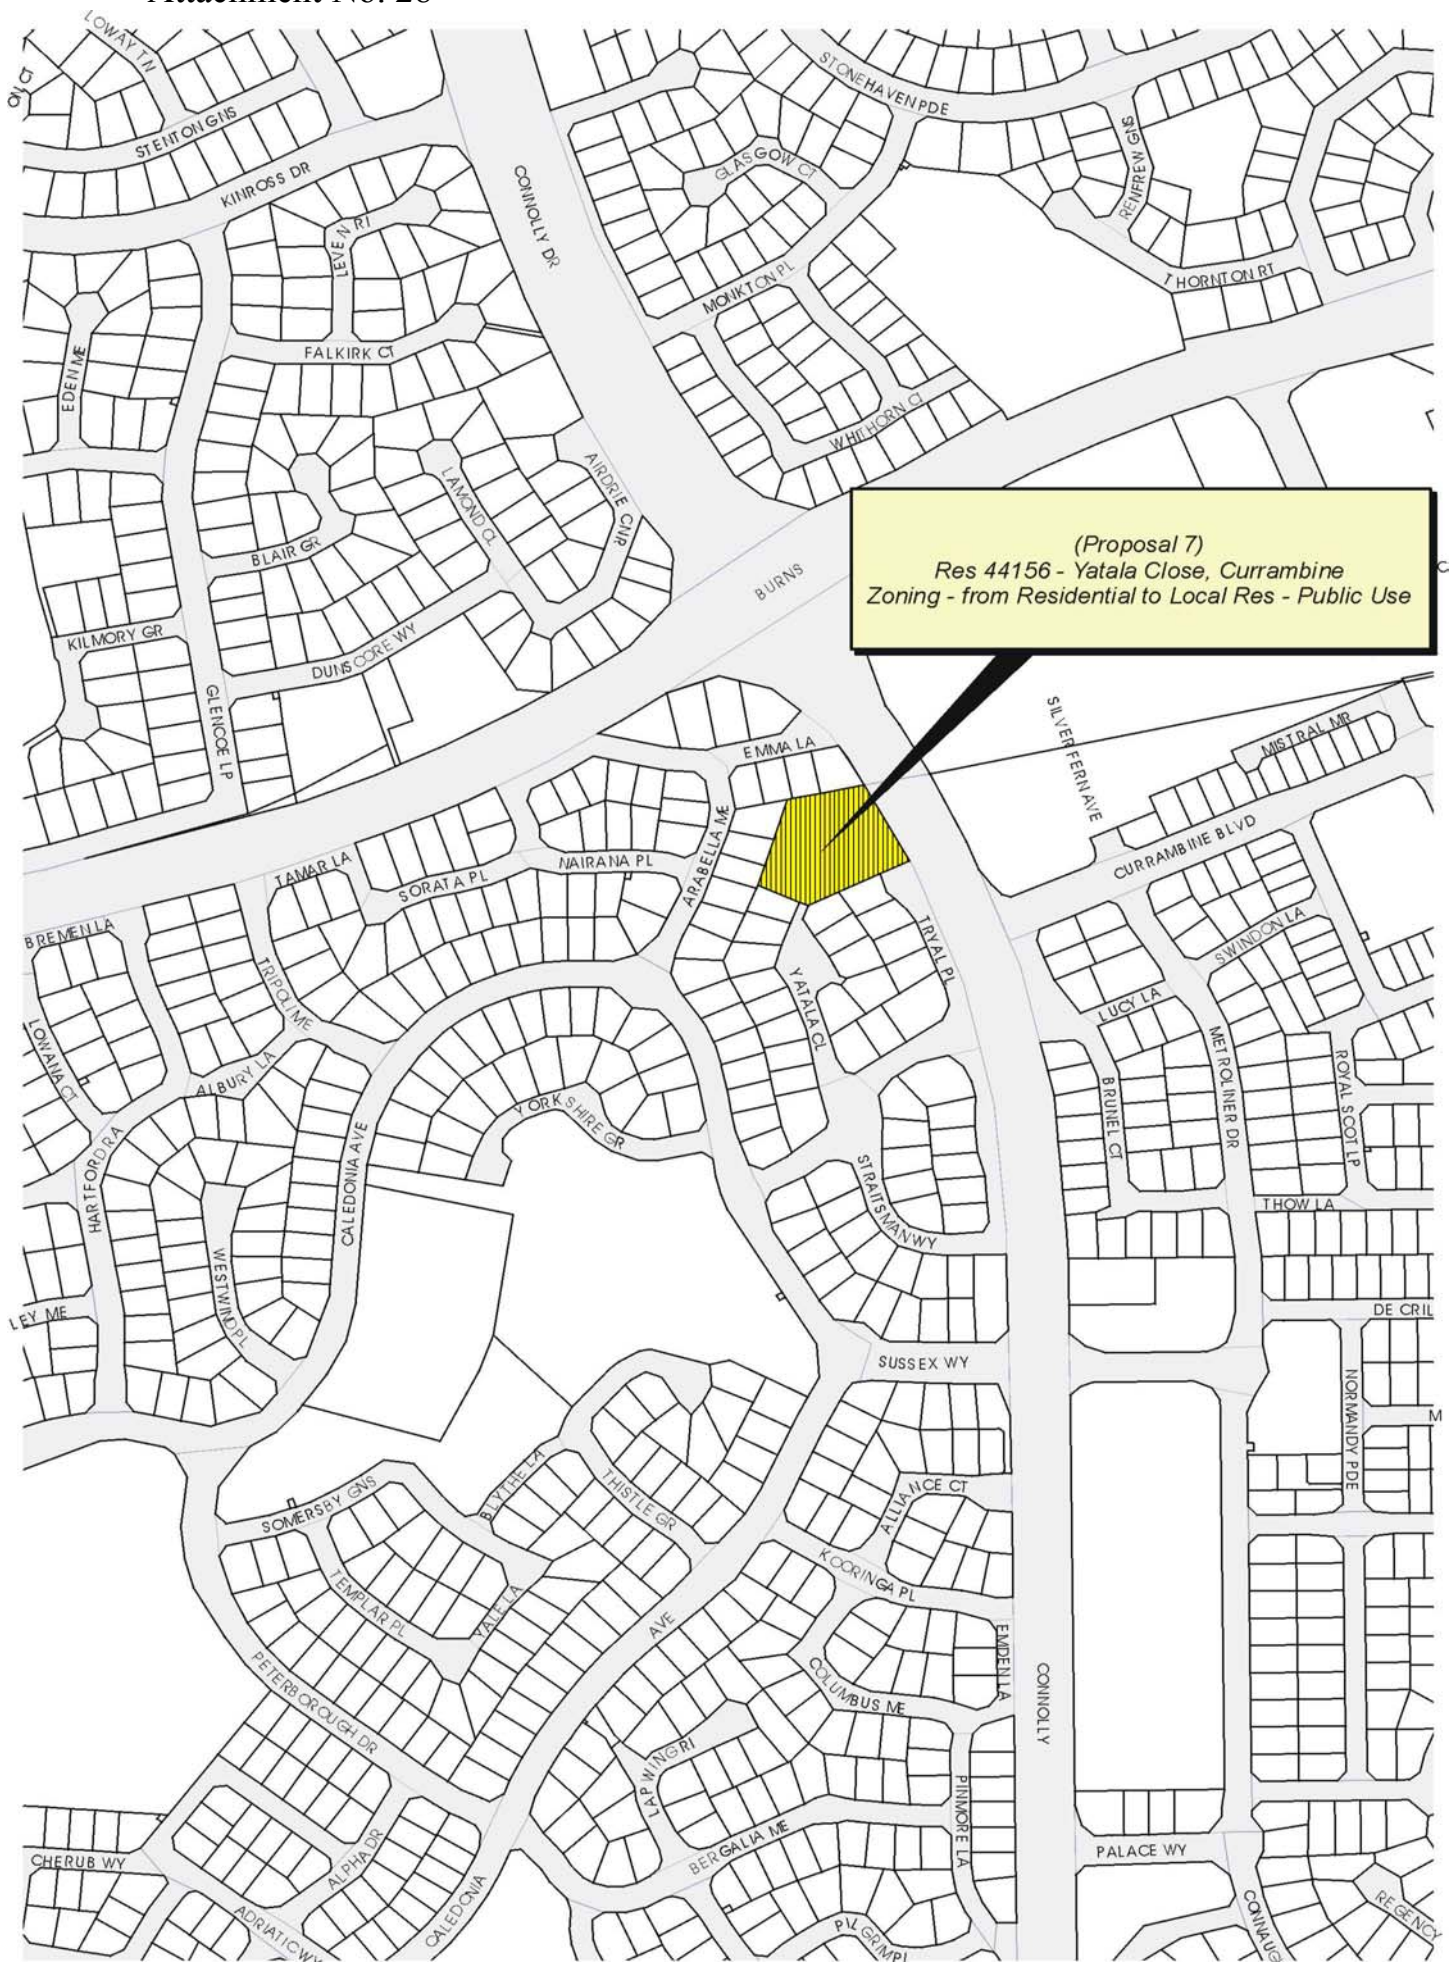 LOWAY TN
STENTON GNS
KINROSS DR
LEVEN RI
CONNOLLY DR
STONEHAVEN PDE
GLASGOW CT
RENFREW GNS
MONKTON PL
THORNTON RT
EDEN ME
FALKIRK CT
WHITHORN CL
AIRDRIE CNR
LAMOND CL
BLAIR GR
BURNS
(Proposal 7)
Res 44156 - Yatala Close, Currambine
Zoning - from Residential to Local Res - Public Use
KILMORY GR
DUNSCORE WY
GLENCOE LP
EMMA LA
SILVER FERN AVE
MISTRAL MR
CURRAMBINE BLVD
TAMAR LA
NAIRANA PL
ARABELLA ME
SORATA PL
BREMEN LA
TRIPOLI ME
TRYAL PL
SWINDON LA
YATALA CL
LUCY LA
LOWANA CT
ALBURY LA
METROLINER DR
ROYAL SCOT LP
BRUNEL CT
YORKSHIRE GR
HARTFORD RA
CALEDONIA AVE
STRAITSMAN WY
THOW LA
WESTWIND PL
LEY ME
DE CRIL
SUSSEX WY
NORMANDY PDE
M
BLYTHE LA
THISTLE GR
ALLIANCE CT
SOMERSBY GNS
KOORINGA PL
TEMPLAR PL
YALE LA
AVE
EMDEN LA
COLUMBUS ME
PETERBOROUGH DR
CONNOLLY
LAPWING RI
PINMORE LA
BERGALIA ME
PALACE WY
CHERUB WY
ALPHA DR
ADRIATIC WY
CALEDONIA
PILGRIM PL
CONNAUG
REGENCY